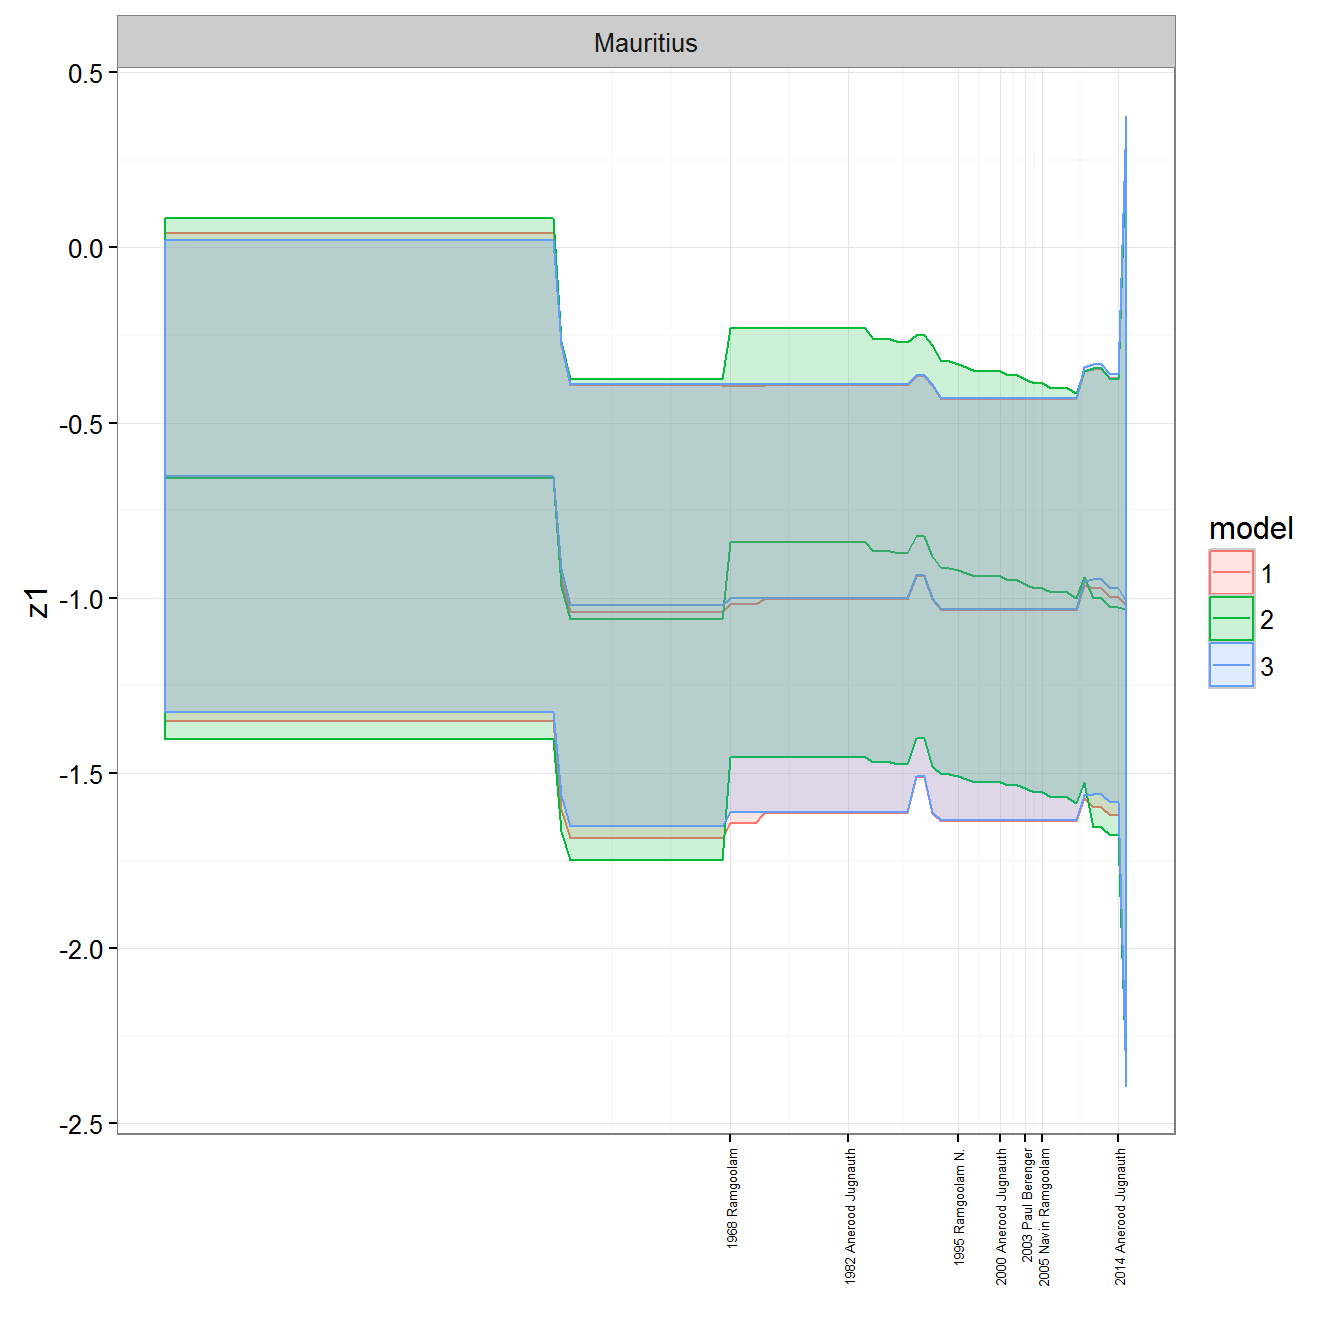 Mauritius
0.5
0.0
-0.5
-1.0
-1.5
-2.0
-2.5
z1
1968 Ramgoolam
1982 Anerood Jugnauth
1995 Ramgoolam N.
2000 Anerood Jugnauth
2003 Paul Berenger
2005 Navin Ramgoolam
2014 Anerood Jugnauth
model
1
2
3